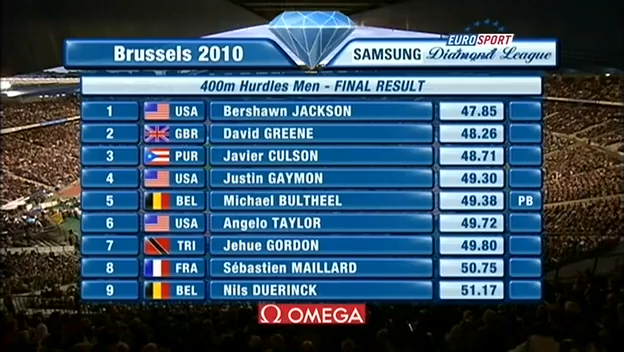 EUROSPORT
Brussels 2010 SAMSUNG Diamond League
400m Hurdles Men - FINAL RESULT
1 USA Bershawn JACKSON 47.85
2 GBR David GREENE 48.26
3 PUR Javier CULSON 48.71
4 USA Justin GAYMON 49.30
5 BEL Michael BULTHEEL 49.38 PB
6 USA Angelo TAYLOR 49.72
7 TRI Jehue GORDON 49.80
8 FRA Sébastien MAILLARD 50.75
9 BEL Nils DUERINCK 51.17
Ω OMEGA